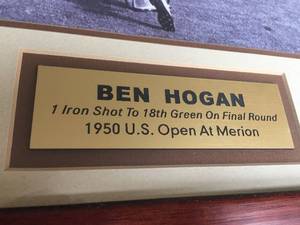 BEN HOGAN
1 Iron Shot To 18th Green On Final Round
1950 U.S. Open At Merion